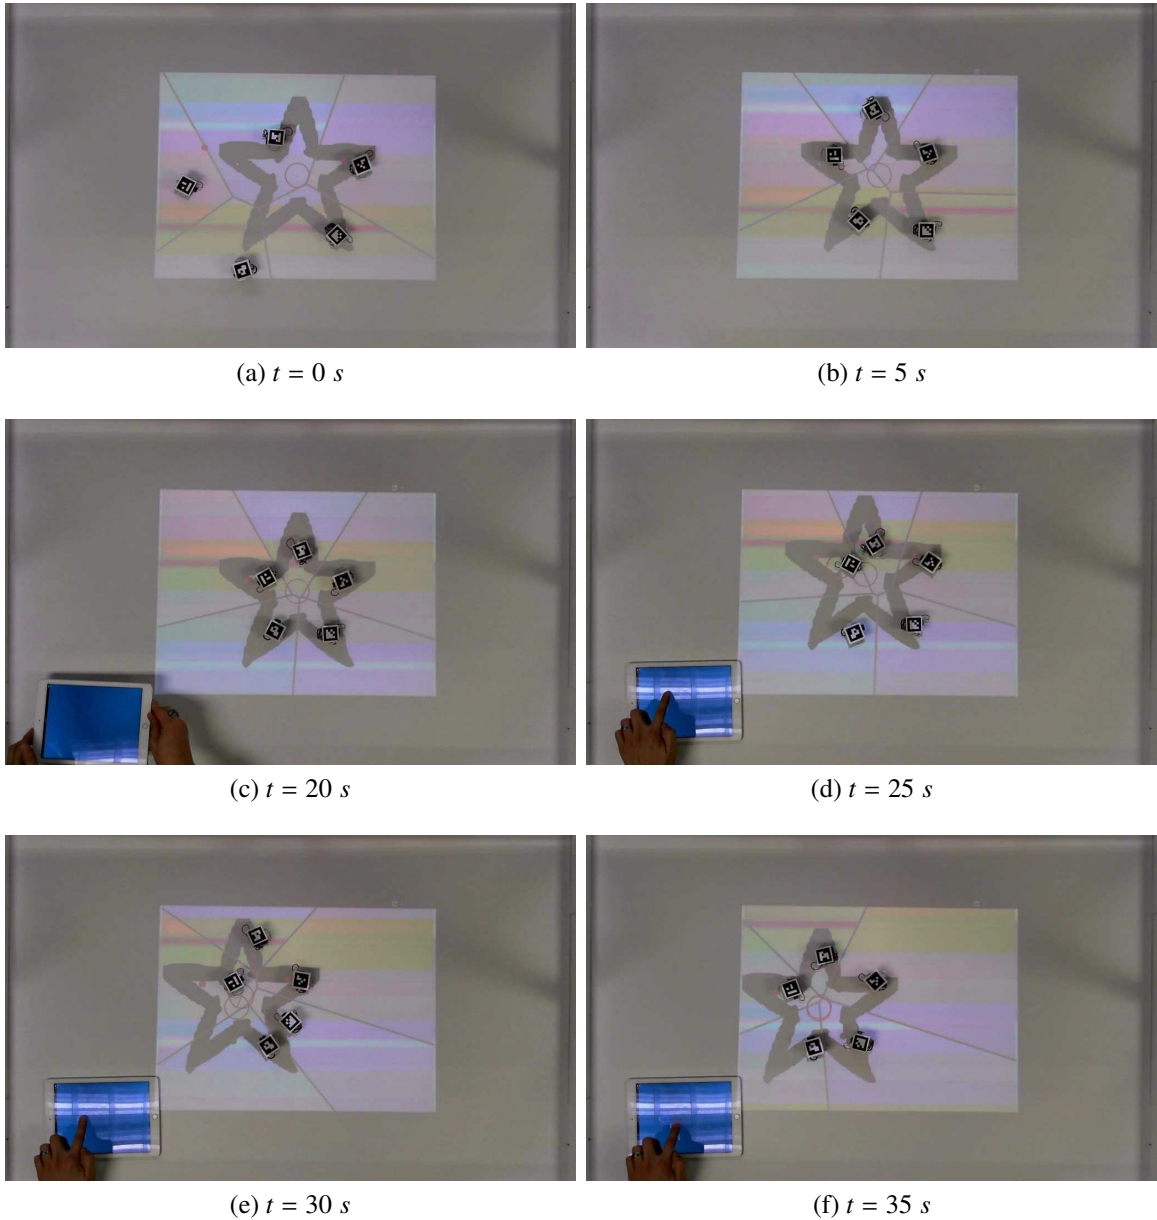 (a) t = 0 s
(b) t = 5 s
(c) t = 20 s
(d) t = 25 s
(e) t = 30 s
(f) t = 35 s